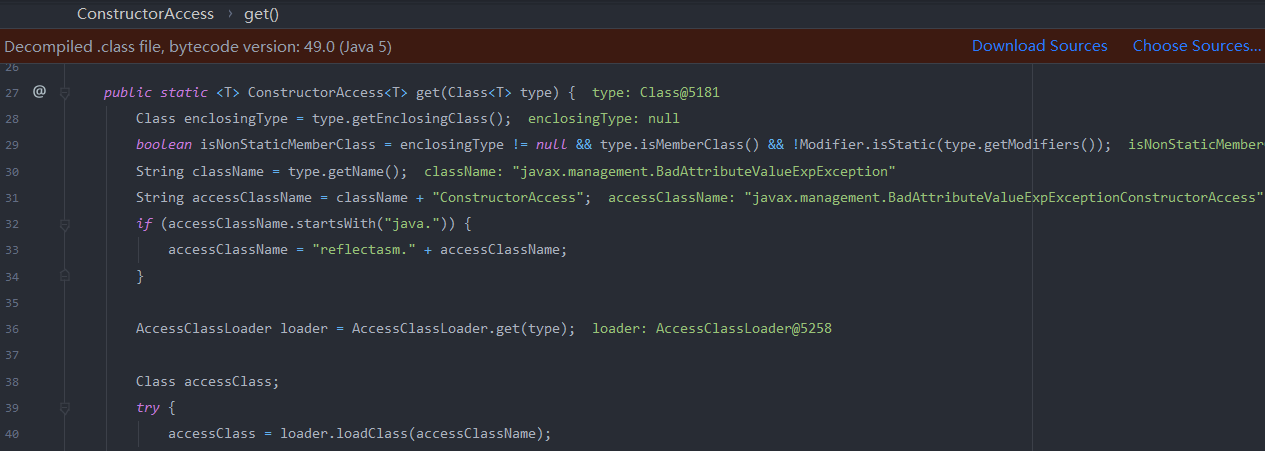 ConstructorAccess › get()
Decompiled .class file, bytecode version: 49.0 (Java 5) Download Sources Choose Sources...
26
27 @ public static <T> ConstructorAccess<T> get(Class<T> type) { type: Class@5181
28 Class enclosingType = type.getEnclosingClass(); enclosingType: null
29 boolean isNonStaticMemberClass = enclosingType != null && type.isMemberClass() && !Modifier.isStatic(type.getModifiers()); isNonStaticMember
30 String className = type.getName(); className: "javax.management.BadAttributeValueExpException"
31 String accessClassName = className + "ConstructorAccess"; accessClassName: "javax.management.BadAttributeValueExpExceptionConstructorAccess"
32 if (accessClassName.startsWith("java.")) {
33 accessClassName = "reflectasm." + accessClassName;
34 }
35
36 AccessClassLoader loader = AccessClassLoader.get(type); loader: AccessClassLoader@5258
37
38 Class accessClass;
39 try {
40 accessClass = loader.loadClass(accessClassName);